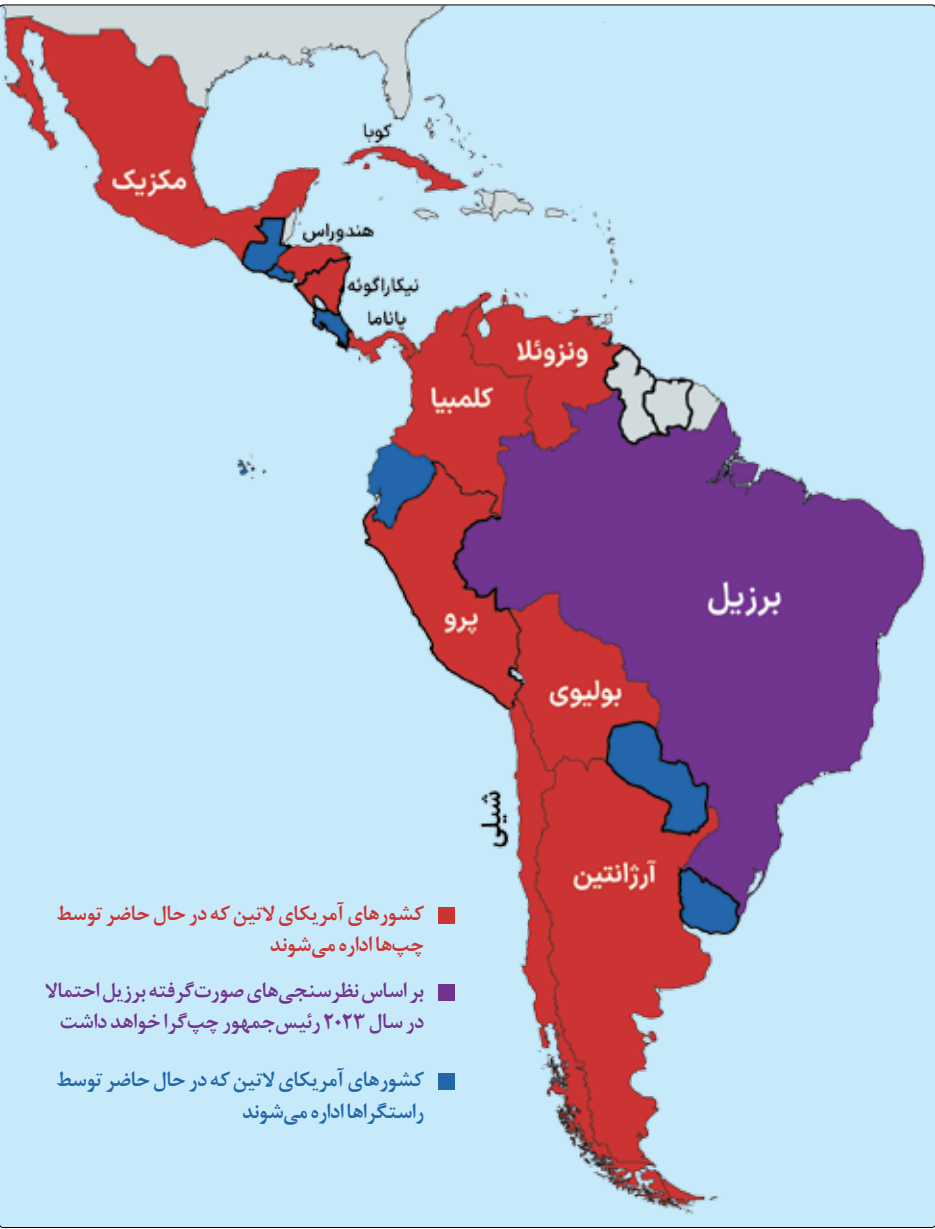 کوبا
مکزیک
هندوراس
نیکاراگوئه
پاناما
ونزوئلا
کلمبیا
برزیل
پرو
بولیوی
شیلی
آرژانتین
کشورهای آمریکای لاتین که در حال حاضر توسط
چپ‌ها اداره می‌شوند
بر اساس نظرسنجی‌های صورت‌گرفته برزیل احتمالا
در سال ۲۰۲۳ رئیس‌جمهور چپ‌گرا خواهد داشت
کشورهای آمریکای لاتین که در حال حاضر توسط
راستگراها اداره می‌شوند